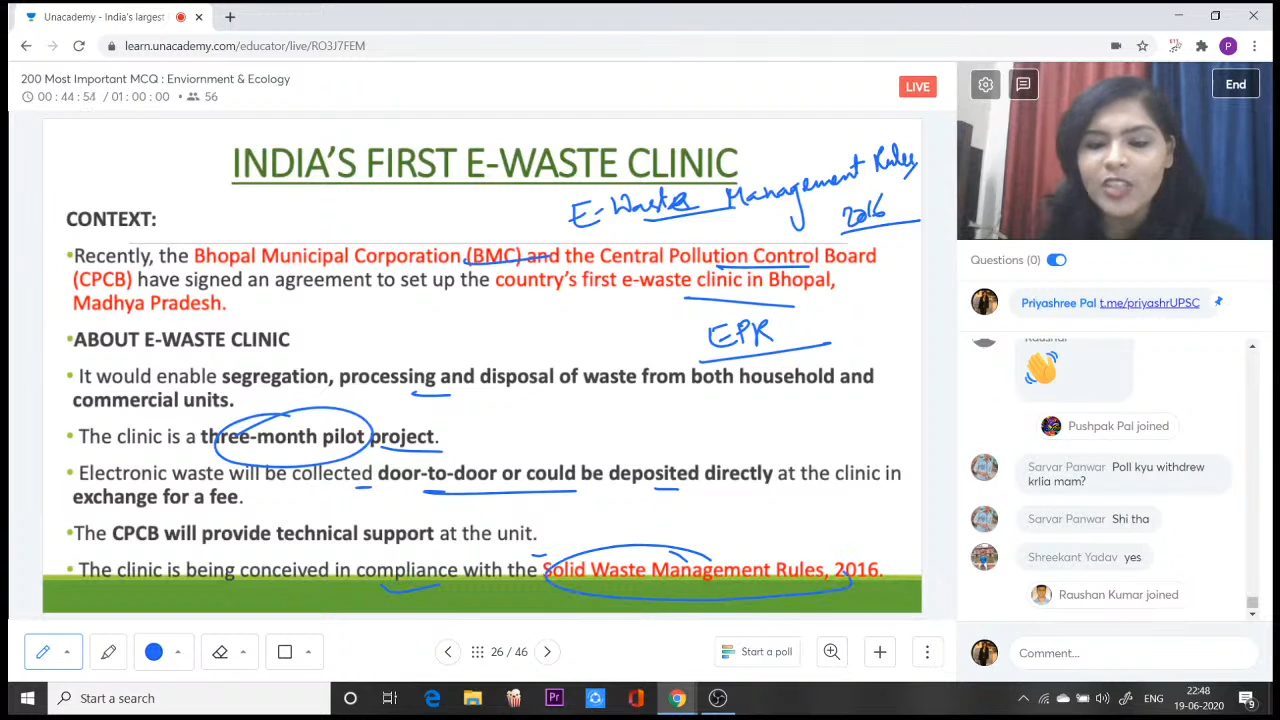 Unacademy - India's largest
learn.unacademy.com/educator/live/RO3J7FEM
ETT
P
200 Most Important MCQ : Enviornment & Ecology
00 : 44 : 54 / 01 : 00 : 00 • 56
LIVE
End
INDIA'S FIRST E-WASTE CLINIC
E-Waste Management Rules
2016
CONTEXT:
•Recently, the Bhopal Municipal Corporation (BMC) and the Central Pollution Control Board
(CPCB) have signed an agreement to set up the country's first e-waste clinic in Bhopal,
Madhya Pradesh.
EPR
•ABOUT E-WASTE CLINIC
• It would enable segregation, processing and disposal of waste from both household and
commercial units.
• The clinic is a three-month pilot project.
• Electronic waste will be collected door-to-door or could be deposited directly at the clinic in
exchange for a fee.
•The CPCB will provide technical support at the unit.
•The clinic is being conceived in compliance with the Solid Waste Management Rules, 2016.
Questions (0)
Priyashree Pal t.me/priyashrUPSC
Pushpak Pal joined
Sarvar Panwar Poll kyu withdrew
krlia mam?
Sarvar Panwar Shi tha
Shreekant Yadav yes
Raushan Kumar joined
26 / 46
Start a poll
Comment...
Start a search
Pr
ENG
22:48
19-06-2020
9